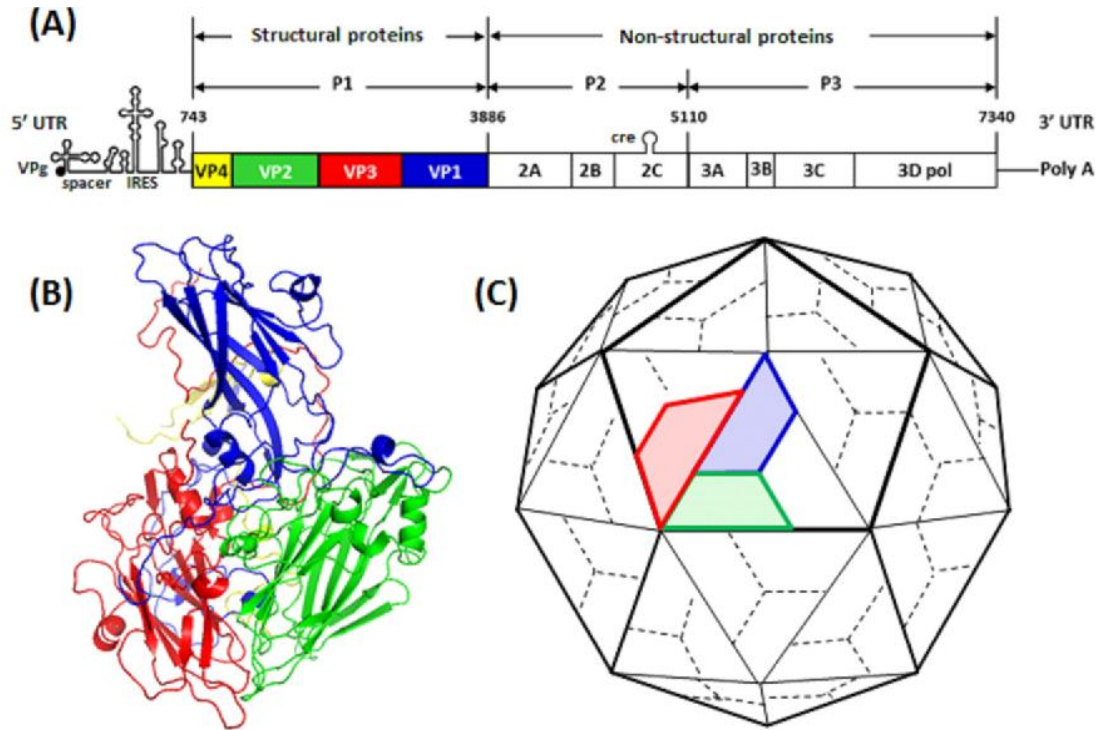 (A)
Structural proteins Non-structural proteins
P1 P2 P3
743 3886 5110 7340
5' UTR cre 3' UTR
VPg VP4 VP2 VP3 VP1 2A 2B 2C 3A 3B 3C 3D pol Poly A
spacer IRES
(B) (C)